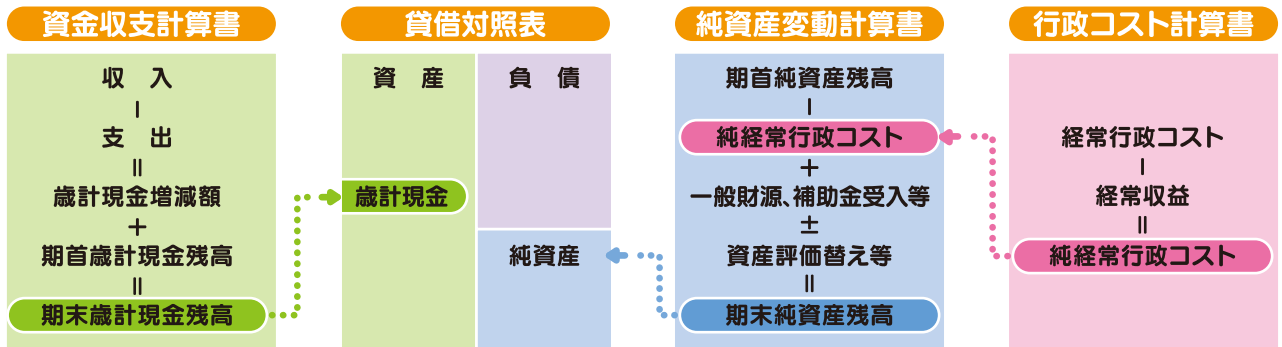 資金収支計算書
収 入
－
支 出
＝
歳計現金増減額
＋
期首歳計現金残高
＝
期末歳計現金残高
貸借対照表
資 産
歳計現金
負 債
純資産
純資産変動計算書
期首純資産残高
－
純経常行政コスト
＋
一般財源、補助金受入等
±
資産評価替え等
＝
期末純資産残高
行政コスト計算書
経常行政コスト
－
経常収益
＝
純経常行政コスト